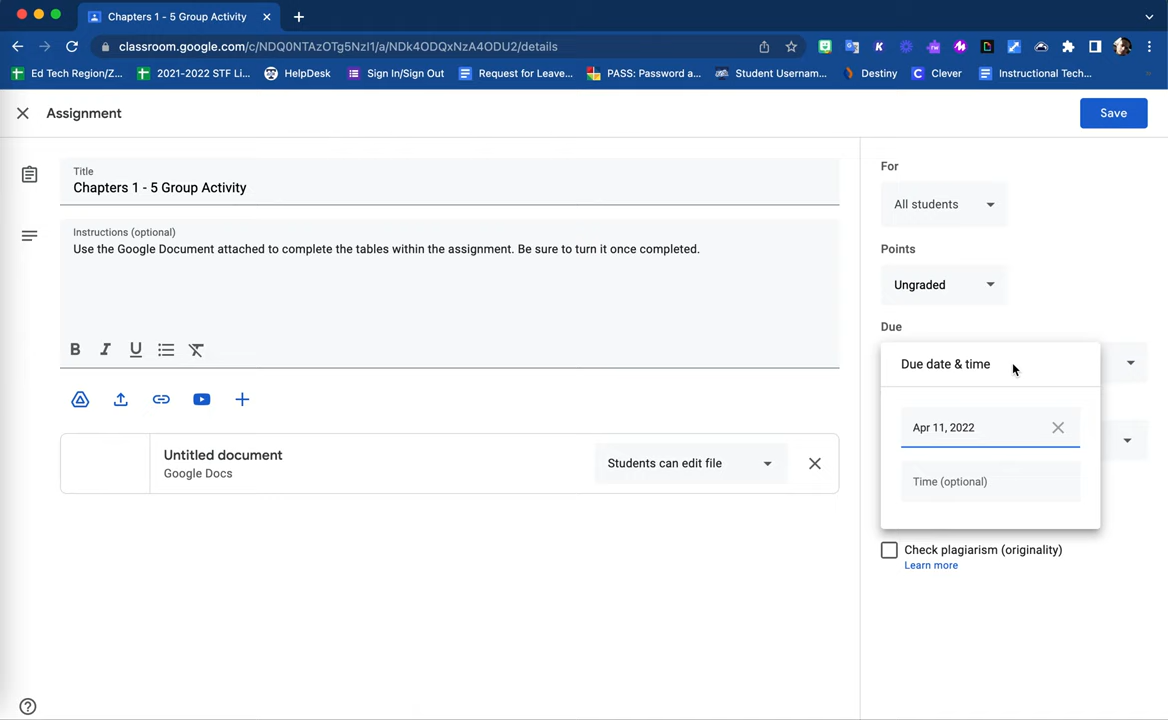 Chapters 1 - 5 Group Activity
classroom.google.com/c/NDQ0NTAzOTg5NzI1/a/NDk4ODQxNzA4ODU2/details
Ed Tech Region/Z...
2021-2022 STF Li...
HelpDesk
Sign In/Sign Out
Request for Leave...
PASS: Password a...
Student Usernam...
Destiny
Clever
Instructional Tech...
Assignment
Save
Title
Chapters 1 - 5 Group Activity
Instructions (optional)
Use the Google Document attached to complete the tables within the assignment. Be sure to turn it once completed.
B I U
Untitled document
Google Docs
Students can edit file
For
All students
Points
Ungraded
Due
Due date & time
Apr 11, 2022
Time (optional)
Check plagiarism (originality)
Learn more